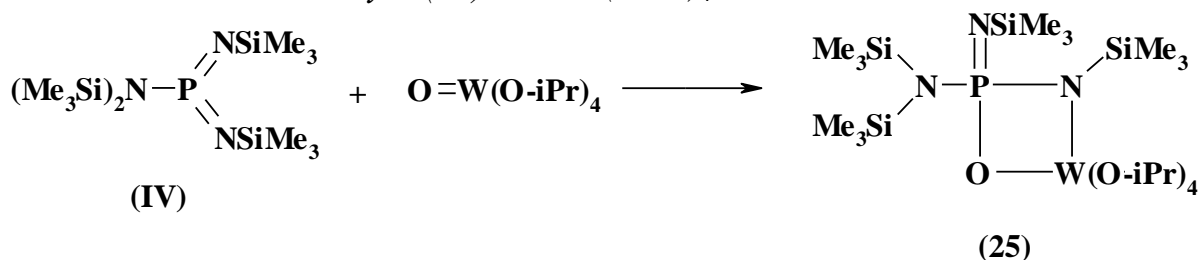 NSiMe3
Me3Si
SiMe3
(Me3Si)2N
P
NSiMe3
+
O=W(O-iPr)4
N
P
N
Me3Si
NSiMe3
O
W(O-iPr)4
(IV)
(25)